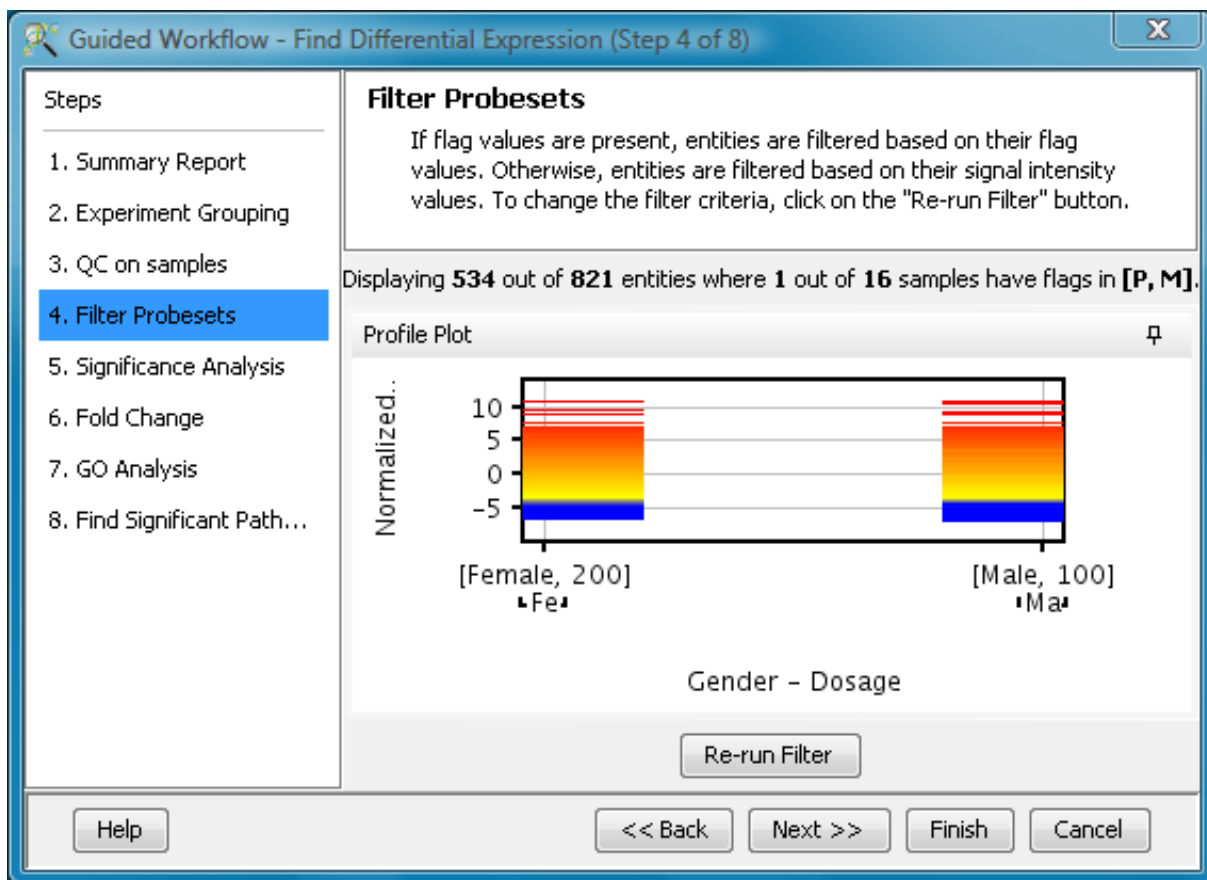 Guided Workflow - Find Differential Expression (Step 4 of 8)
Steps
1. Summary Report
2. Experiment Grouping
3. QC on samples
4. Filter Probesets
5. Significance Analysis
6. Fold Change
7. GO Analysis
8. Find Significant Path...
Filter Probesets
If flag values are present, entities are filtered based on their flag
values. Otherwise, entities are filtered based on their signal intensity
values. To change the filter criteria, click on the "Re-run Filter" button.
Displaying 534 out of 821 entities where 1 out of 16 samples have flags in [P, M].
Profile Plot
Normalized..
10
5
0
-5
[Female, 200]
[Male, 100]
Fe
Ma
Gender - Dosage
Re-run Filter
Help
<< Back
Next >>
Finish
Cancel